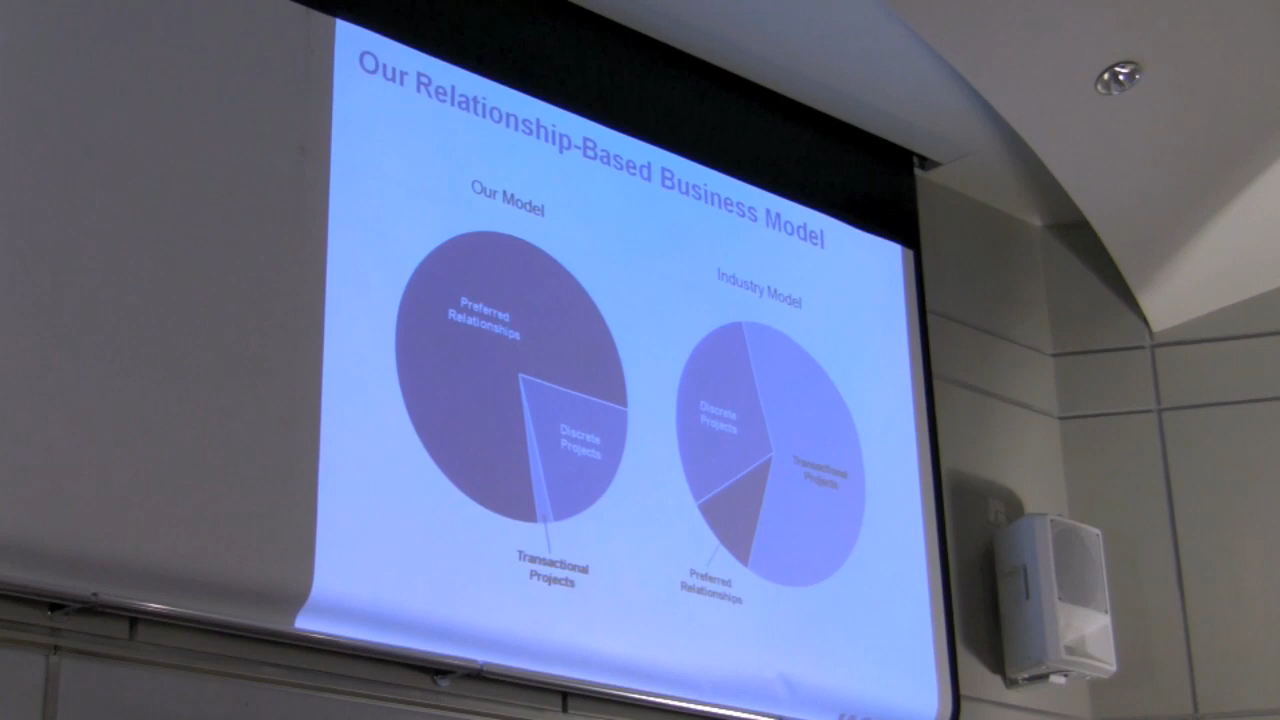 Our Relationship-Based Business Model
Our Model
Preferred
Relationships
Discrete
Projects
Transactional
Projects
Industry Model
Discrete
Projects
Transactional
Projects
Preferred
Relationships